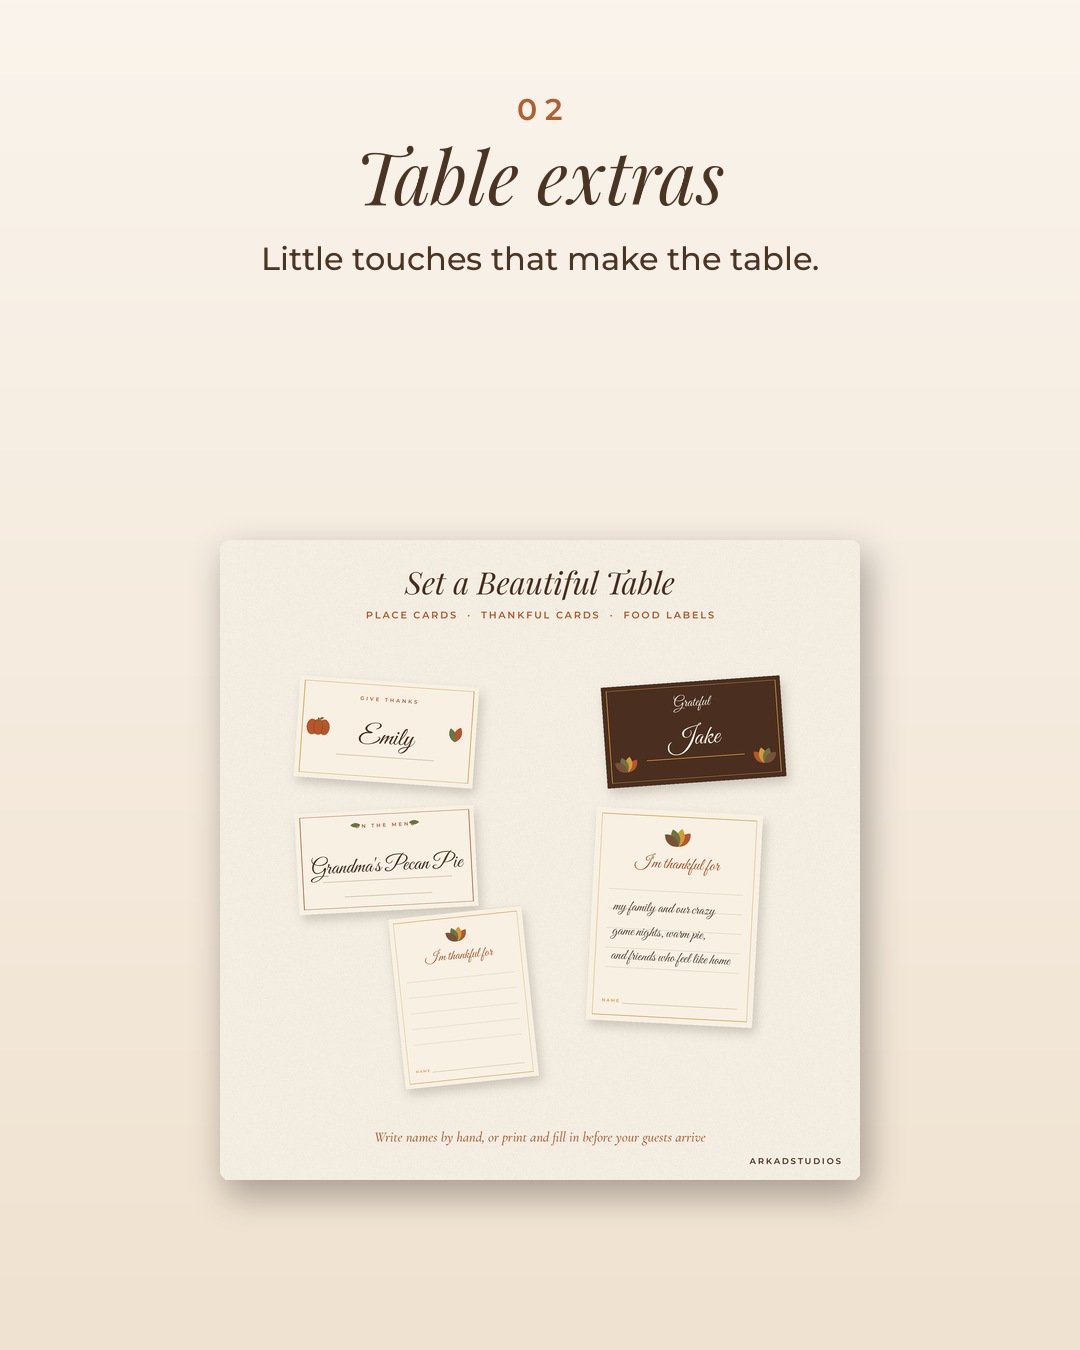 02
Table extras
Little touches that make the table.
Set a Beautiful Table
PLACE CARDS · THANKFUL CARDS · FOOD LABELS
GIVE THANKS
Emily
Grateful
Jake
N THE MEN
Grandma's Pecan Pie
I'm thankful for
my family and our crazy
game nights, warm pie,
and friends who feel like home
NAME
I'm thankful for
NAME
Write names by hand, or print and fill in before your guests arrive
ARKADSTUDIOS